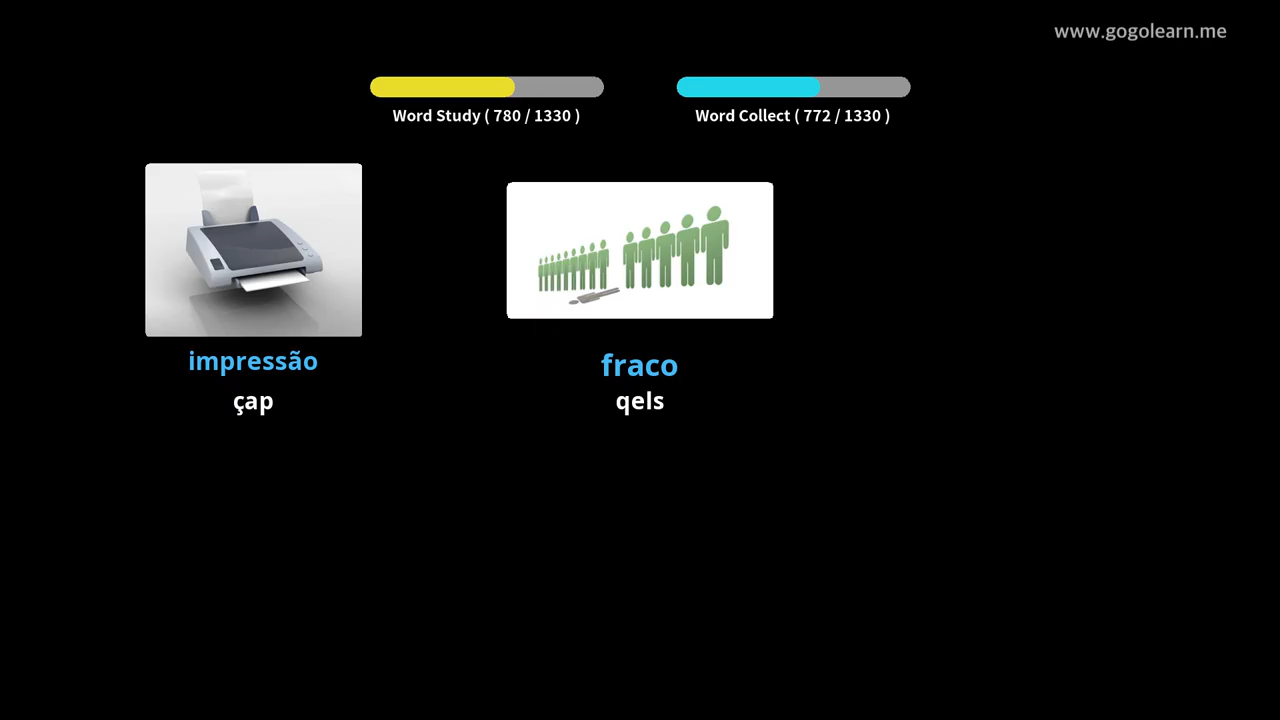 www.gogolearn.me
Word Study ( 780 / 1330 )
Word Collect ( 772 / 1330 )
impressão
çap
fraco
qels